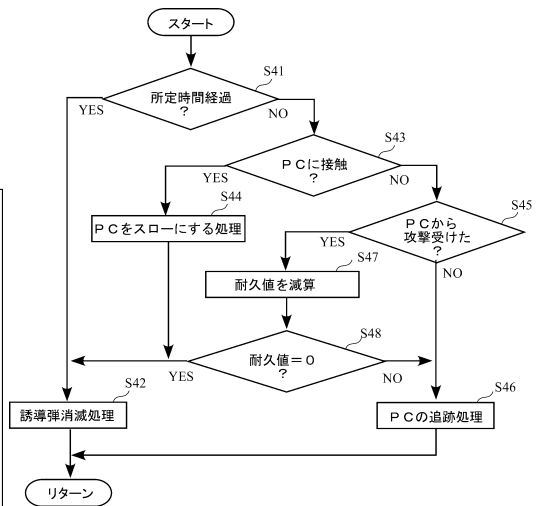 スタート
S41
所定時間経過
?
YES
NO
S43
PCに接触
?
YES
NO
S44
PCをスローにする処理
S45
PCから
攻撃受けた
?
YES
NO
S47
耐久値を減算
S48
耐久値=0
?
YES
NO
S42
誘導弾消滅処理
S46
PCの追跡処理
リターン